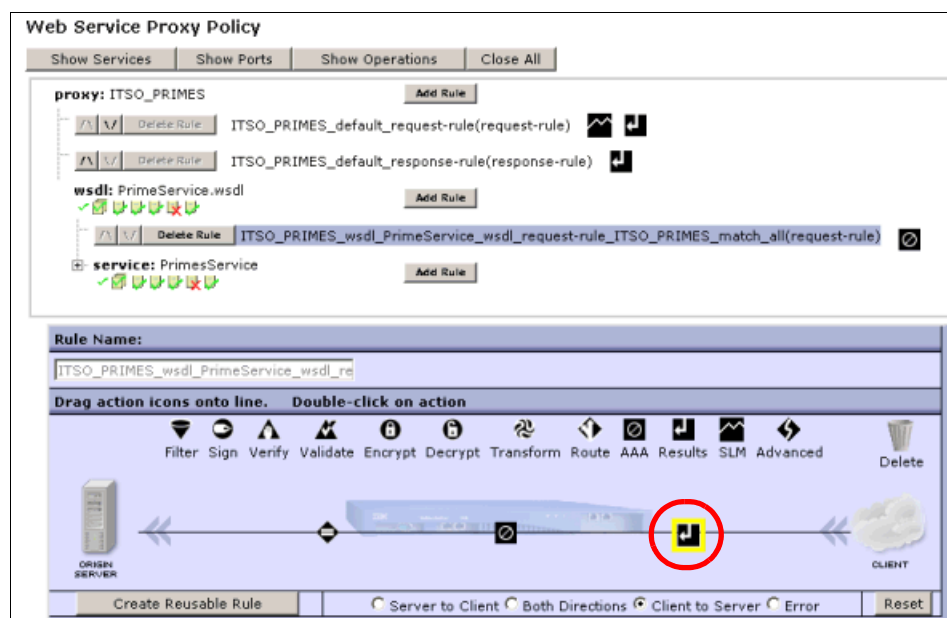 Web Service Proxy Policy
Show Services Show Ports Show Operations Close All
proxy: ITSO_PRIMES Add Rule
Delete Rule ITSO_PRIMES_default_request-rule(request-rule)
Delete Rule ITSO_PRIMES_default_response-rule(response-rule)
wsdl: PrimeService.wsdl Add Rule
Delete Rule ITSO_PRIMES_wsdl_PrimeService_wsdl_request-rule_ITSO_PRIMES_match_all(request-rule)
service: PrimesService Add Rule
Rule Name:
ITSO_PRIMES_wsdl_PrimeService_wsdl_re
Drag action icons onto line. Double-click on action
Filter Sign Verify Validate Encrypt Decrypt Transform Route AAA Results SLM Advanced Delete
ORIGIN SERVER CLIENT
Create Reusable Rule Server to Client Both Directions Client to Server Error Reset